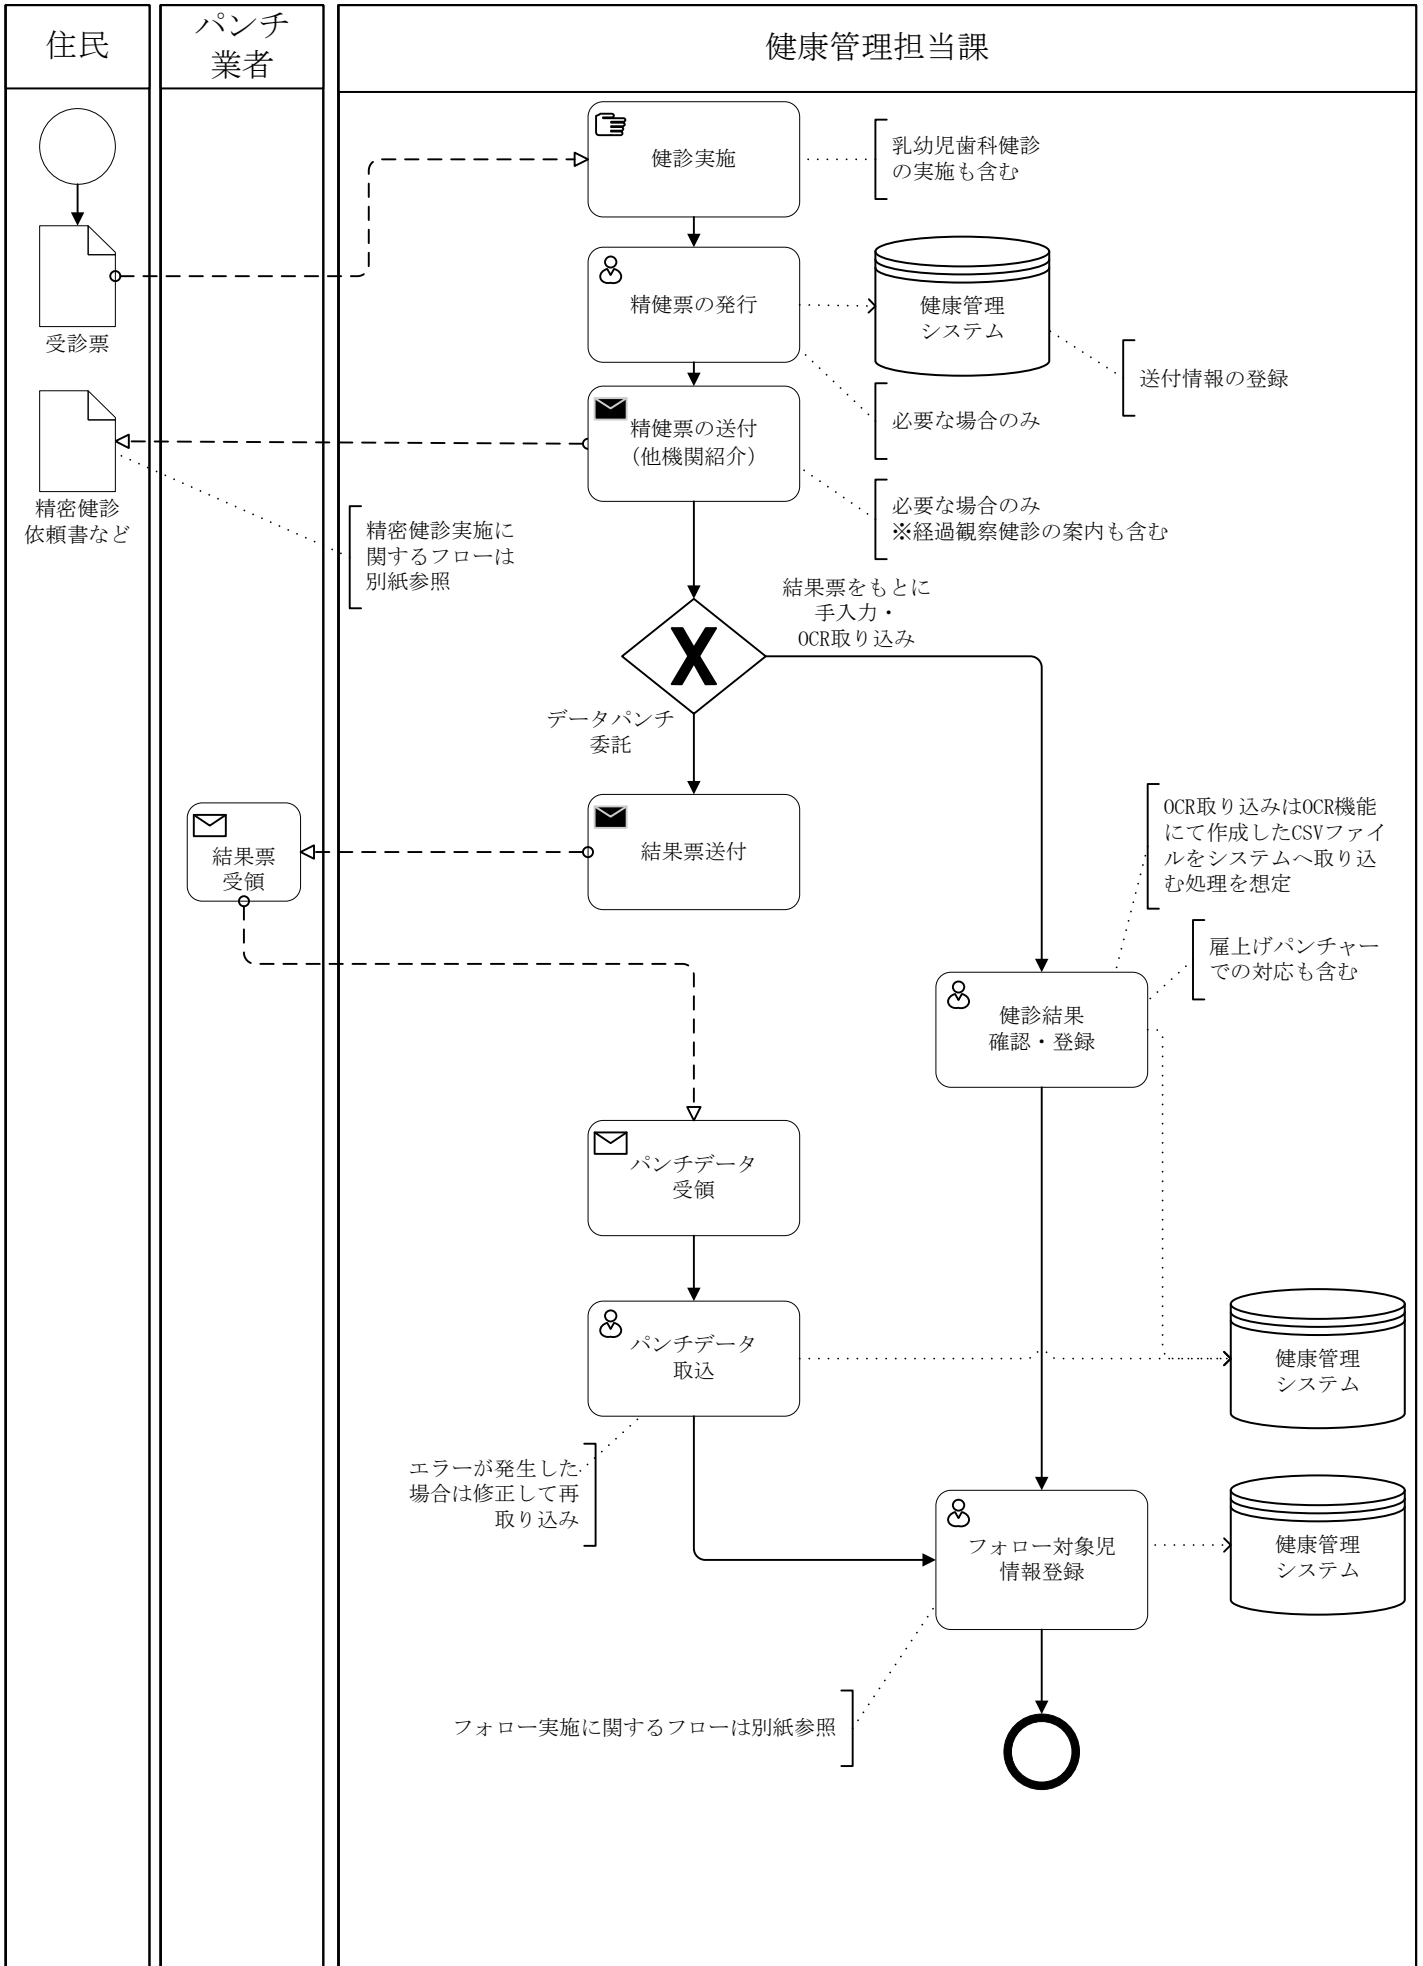 住民
パンチ
業者
健康管理担当課
健診実施
乳幼児歯科健診
の実施も含む
受診票
精健票の発行
健康管理
システム
送付情報の登録
必要な場合のみ
精健票の送付
(他機関紹介)
必要な場合のみ
※経過観察健診の案内も含む
精密健診
依頼書など
精密健診実施に
関するフローは
別紙参照
結果票をもとに
手入力・
OCR取り込み
X
データパンチ
委託
結果票
受領
結果票送付
OCR取り込みはOCR機能
にて作成したCSVファイ
ルをシステムへ取り込
む処理を想定
雇上げパンチャー
での対応も含む
健診結果
確認・登録
パンチデータ
受領
パンチデータ
取込
健康管理
システム
エラーが発生した
場合は修正して再
取り込み
フォロー対象児
情報登録
健康管理
システム
フォロー実施に関するフローは別紙参照